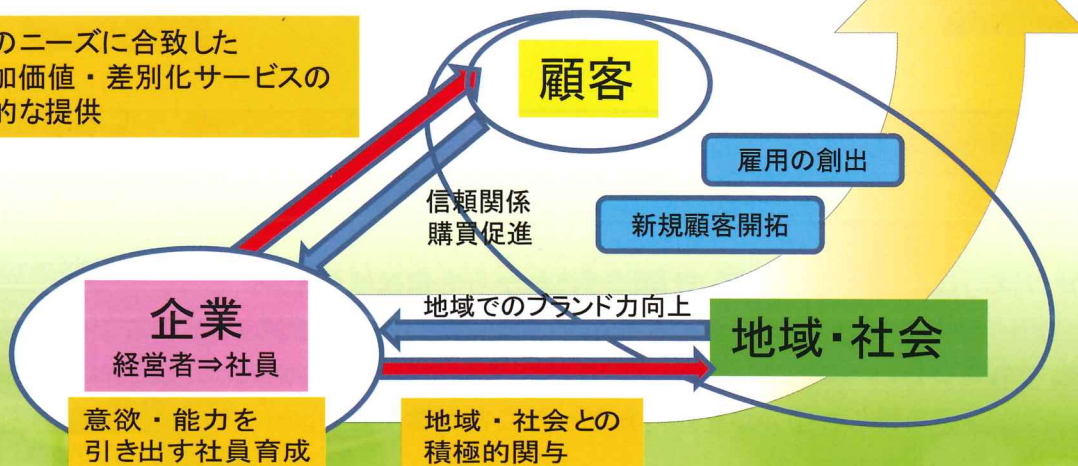 のニーズに合致した
加価値・差別化サービスの
的な提供
顧客
雇用の創出
新規顧客開拓
信頼関係
購買促進
地域でのブランド力向上
企業
経営者⇒社員
地域・社会
意欲・能力を
引き出す社員育成
地域・社会との
積極的関与